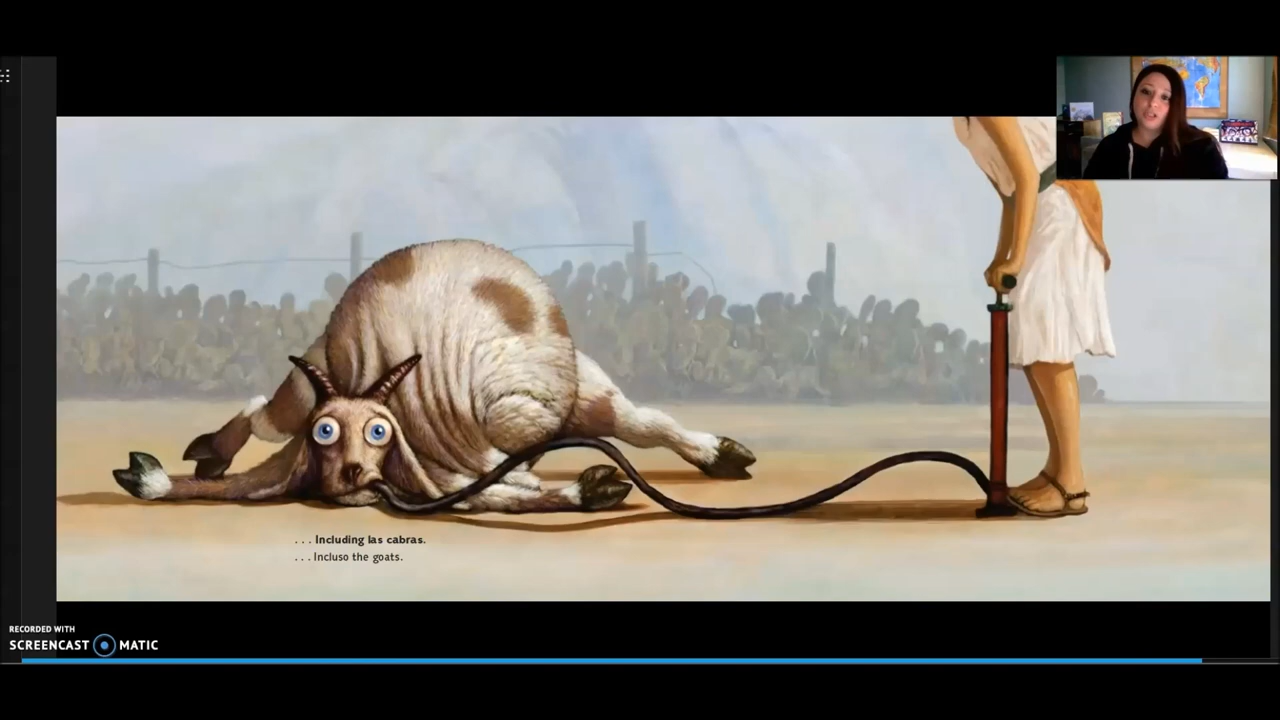 . . . Including las cabras.
. . . Incluso the goats.
RECORDED WITH
SCREENCAST MATIC